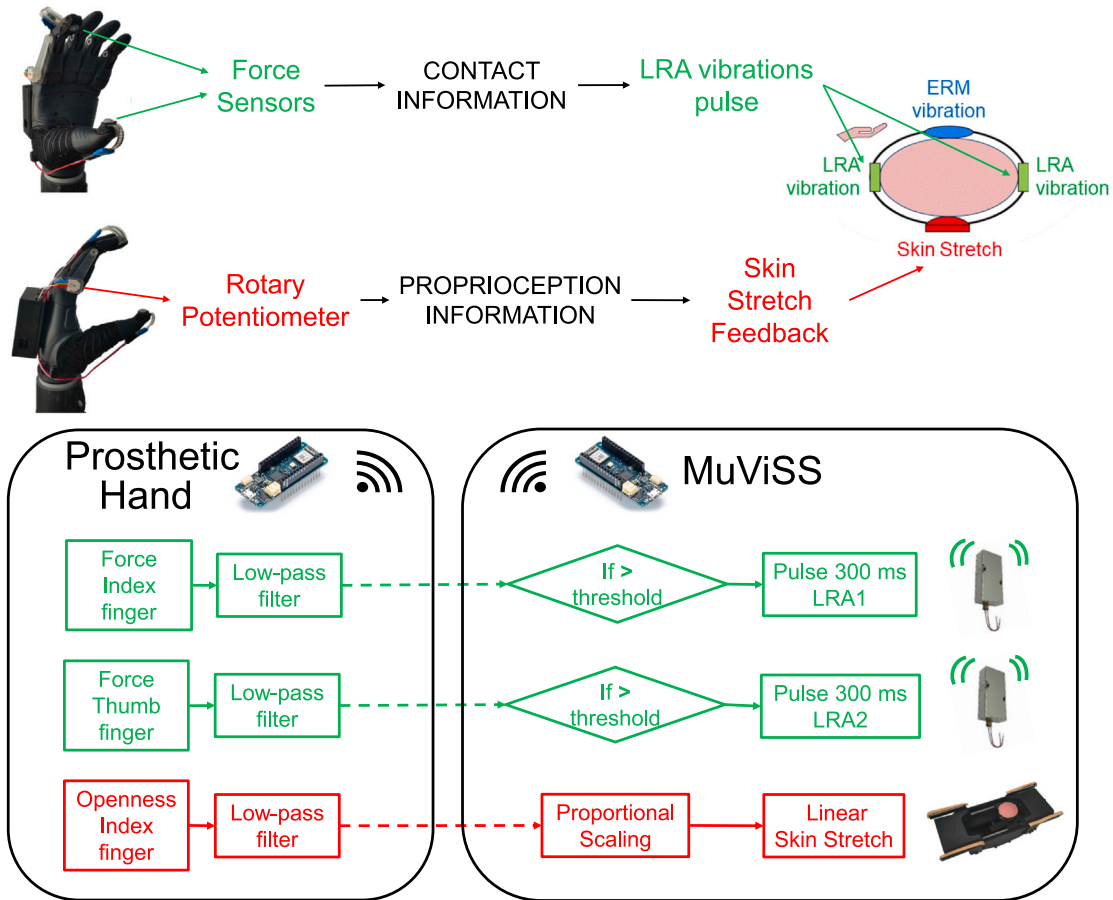 Force
Sensors
CONTACT
INFORMATION
LRA vibrations
pulse
ERM
vibration
LRA
vibration
LRA
vibration
Skin Stretch
Rotary
Potentiometer
PROPRIOCEPTION
INFORMATION
Skin
Stretch
Feedback
Prosthetic
Hand
MuViSS
Force
Index
finger
Low-pass
filter
If >
threshold
Pulse 300 ms
LRA1
Force
Thumb
finger
Low-pass
filter
If >
threshold
Pulse 300 ms
LRA2
Openness
Index
finger
Low-pass
filter
Proportional
Scaling
Linear
Skin Stretch